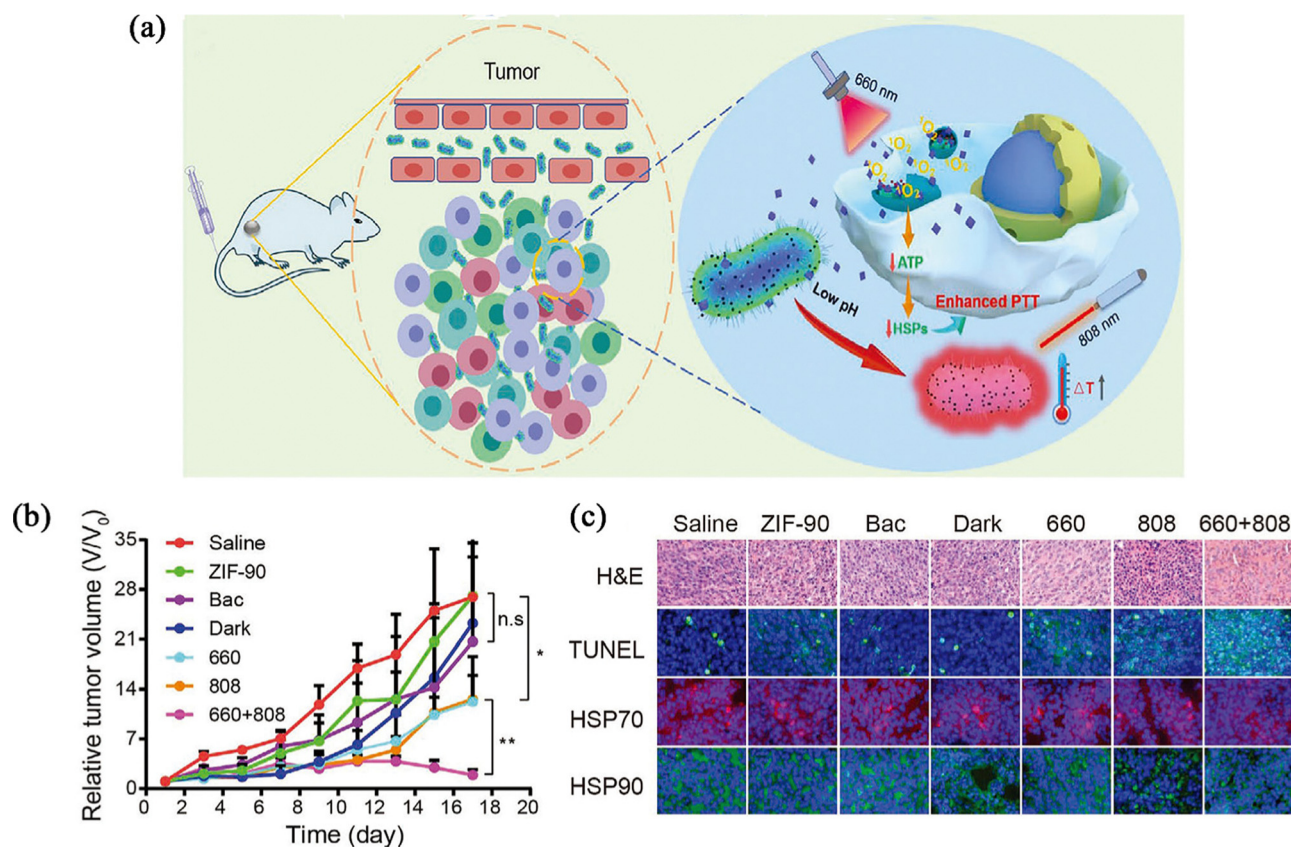 (a)
Tumor
660 nm
¹O₂
¹O₂
¹O₂
¹O₂
¹O₂
ATP
Low pH
Enhanced PTT
HSPs
808 nm
ΔT
(b)
Relative tumor volume (V/V₀)
35
28
21
14
7
0
Saline
ZIF-90
Bac
Dark
660
808
660+808
n.s
*
**
0 2 4 6 8 10 12 14 16 18 20
Time (day)
(c)
Saline ZIF-90 Bac Dark 660 808 660+808
H&E
TUNEL
HSP70
HSP90